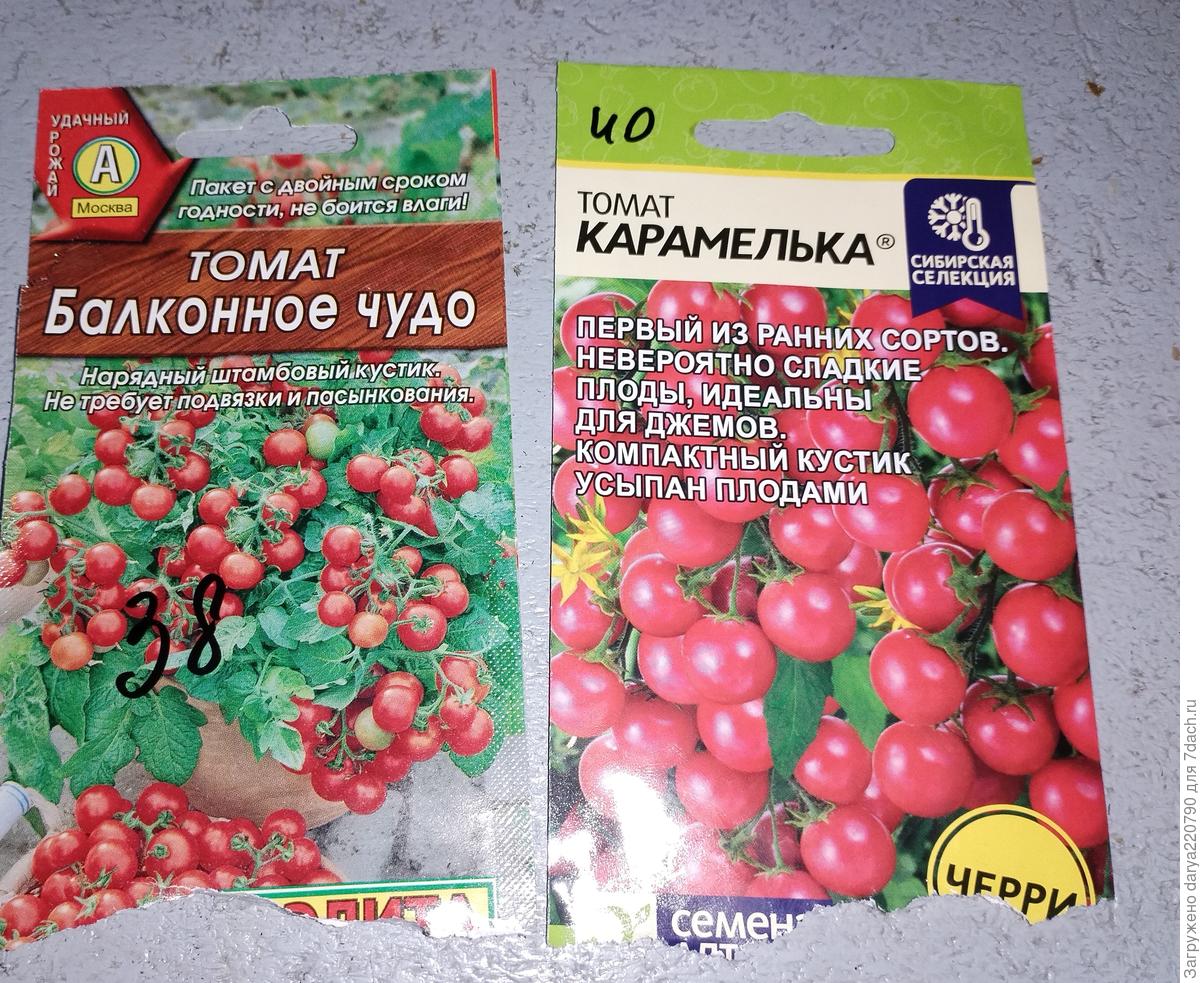 УДАЧНЫЙ
УРОЖАЙ
А
Москва
Пакет с двойным сроком
годности, не боится влаги!
ТОМАТ
Балконное чудо
Нарядный штамбовый кустик.
Не требует подвязки и пасынкования.
38
40
ТОМАТ
КАРАМЕЛЬКА®
СИБИРСКАЯ
СЕЛЕКЦИЯ
ПЕРВЫЙ ИЗ РАННИХ СОРТОВ.
НЕВЕРОЯТНО СЛАДКИЕ
ПЛОДЫ, ИДЕАЛЬНЫ
ДЛЯ ДЖЕМОВ.
КОМПАКТНЫЙ КУСТИК
УСЫПАН ПЛОДАМИ
ЧЕРРИ
семена
Загружено darya220790 для 7dach.ru